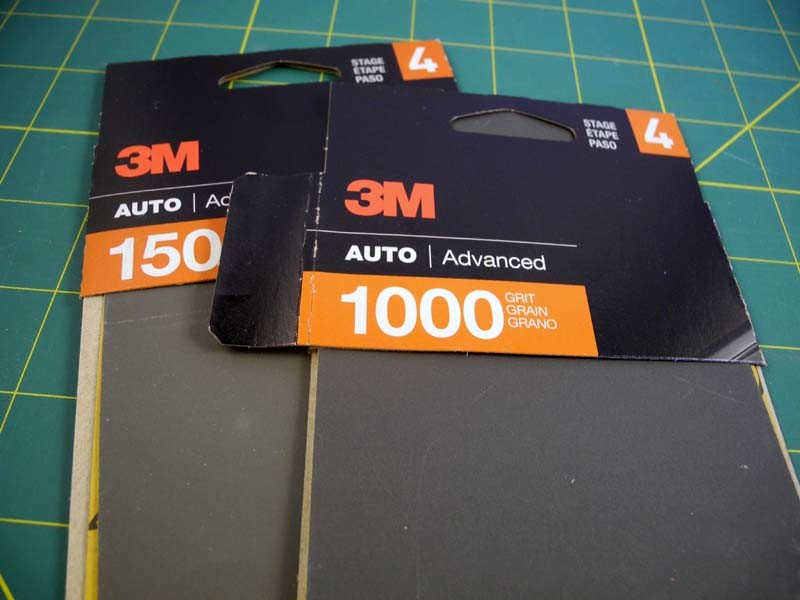 STAGE
ÉTAPE
PASO
4
3M
AUTO |
150
STAGE
ÉTAPE
PASO
4
3M
AUTO | Advanced
1000
GRIT
GRAIN
GRANO